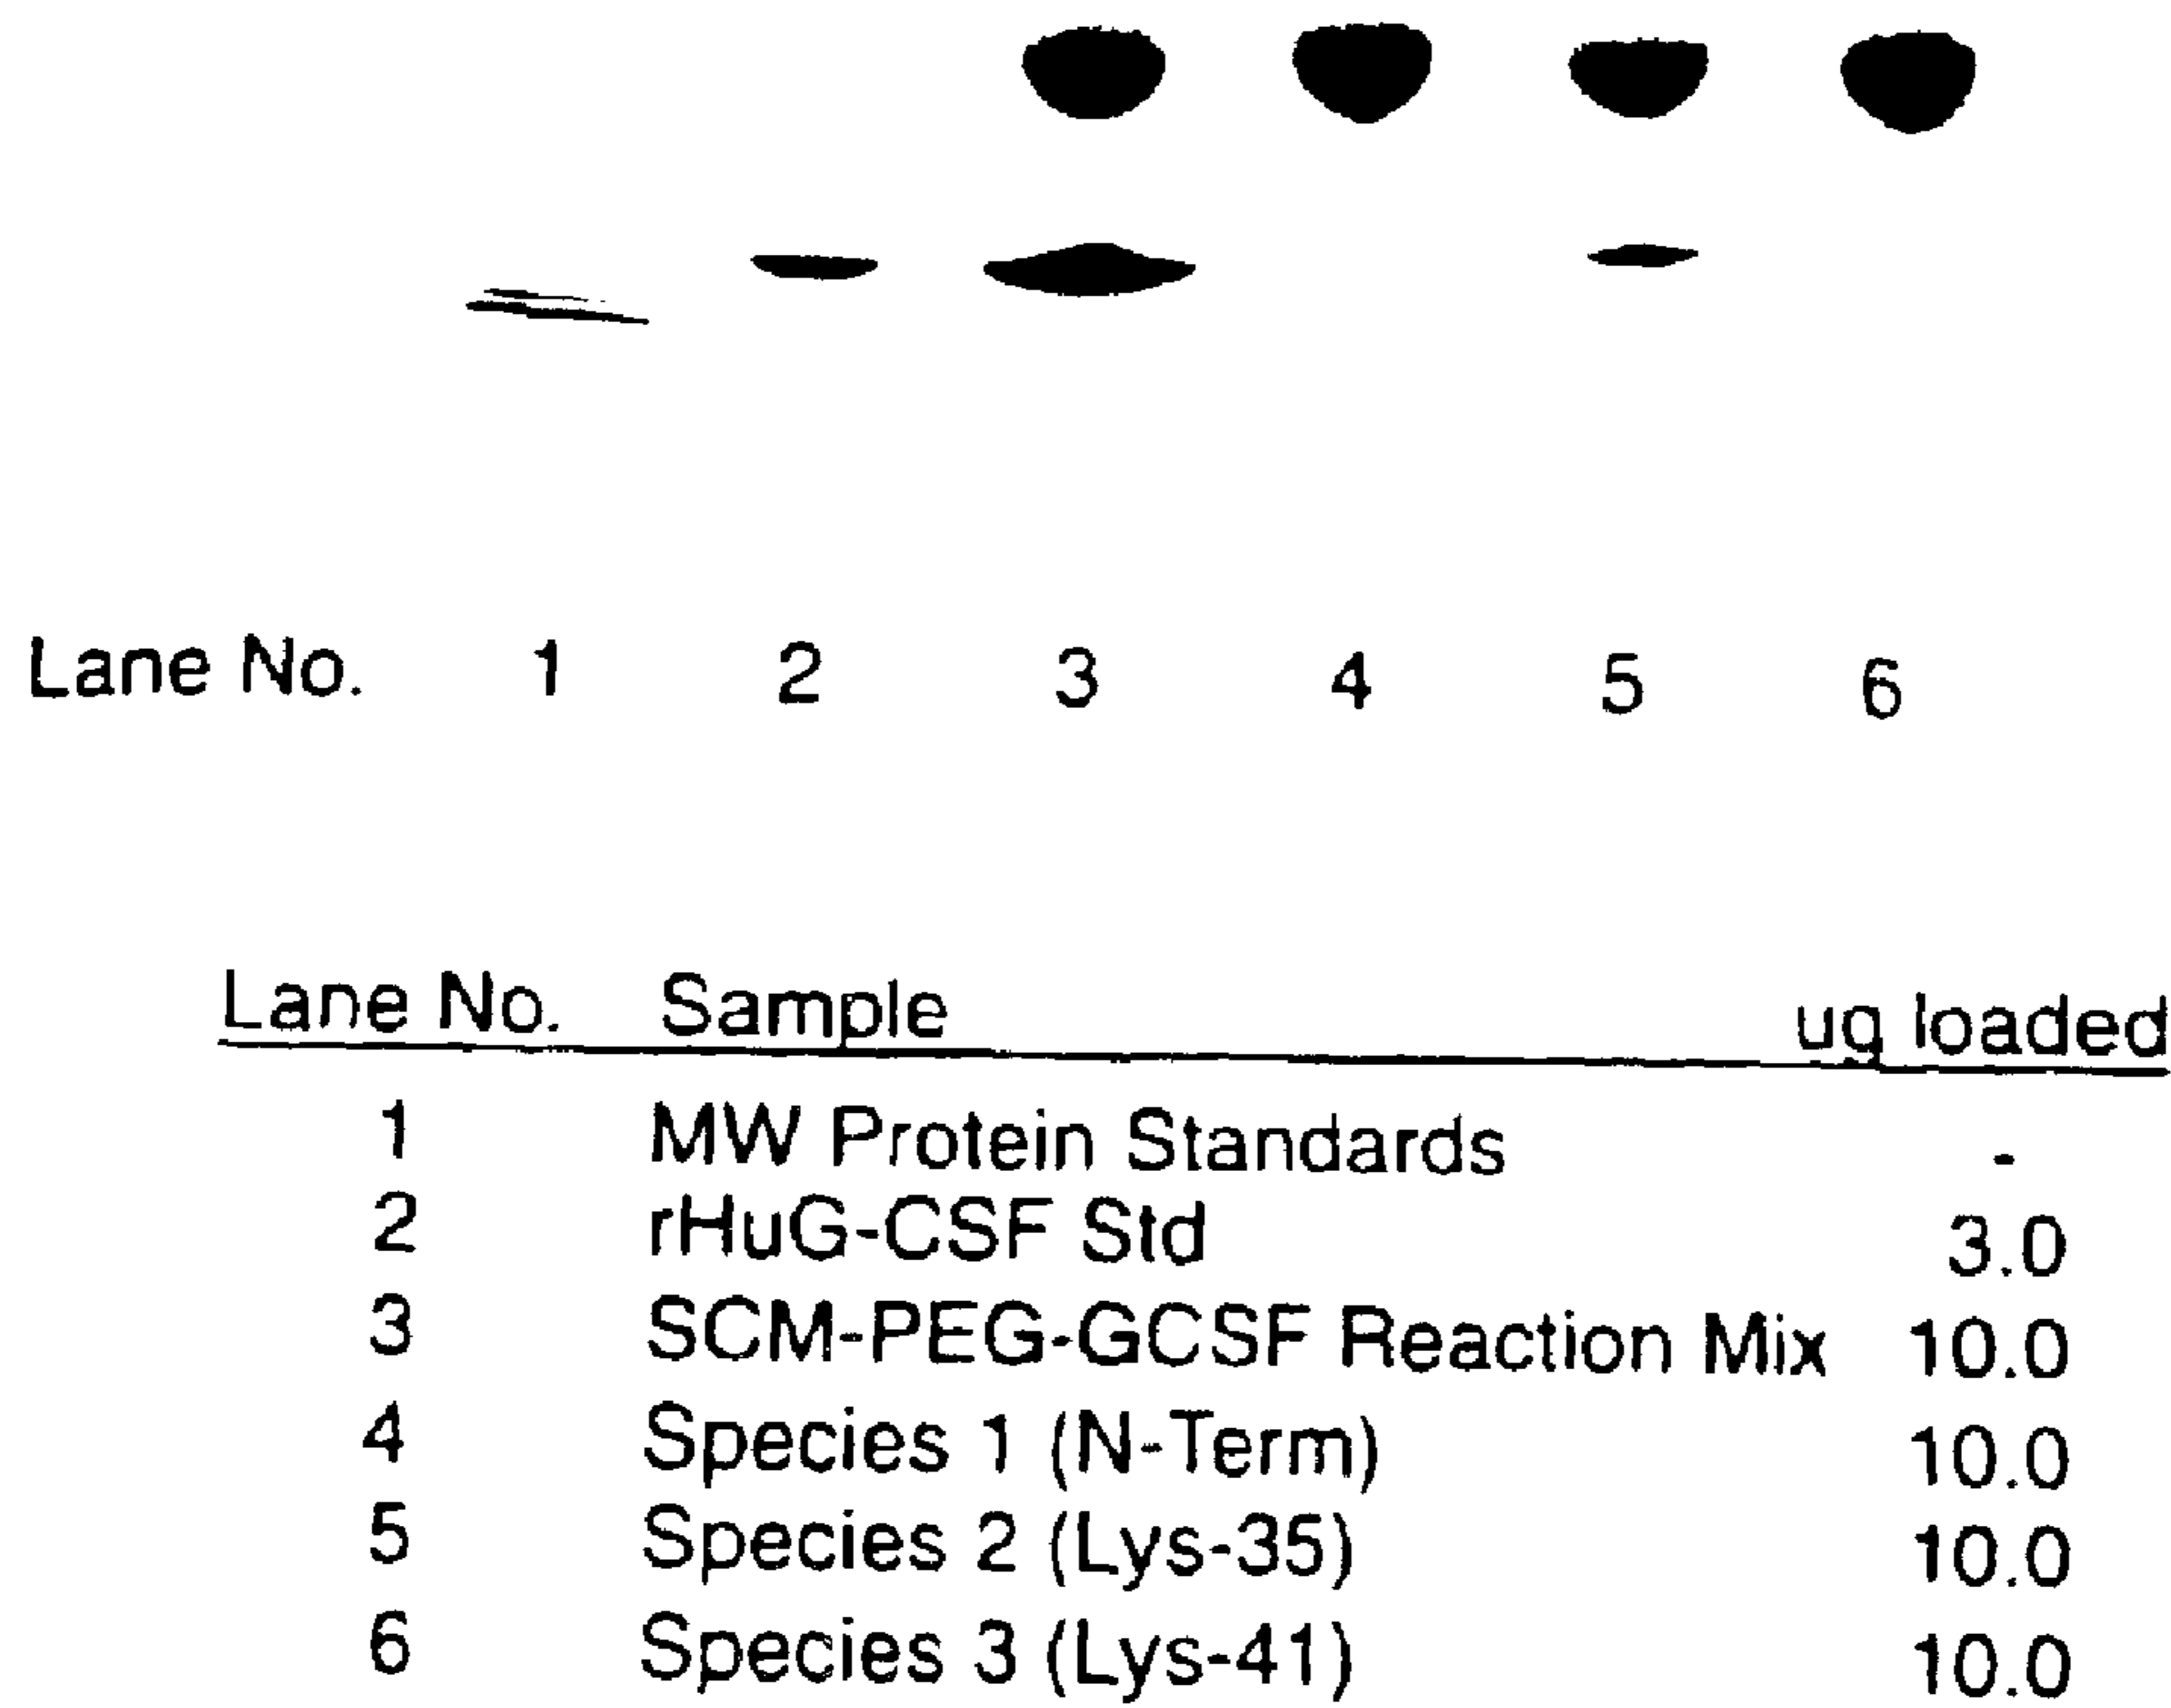 Lane No. 1 2 3 4 5 6
Lane No. Sample ug loaded
1 MW Protein Standards -
2 rHuG-CSF Std 3.0
3 SCM-PEG-GCSF Reaction Mix 10.0
4 Species 1 (N-Term) 10.0
5 Species 2 (Lys-35) 10.0
6 Species 3 (Lys-41) 10.0